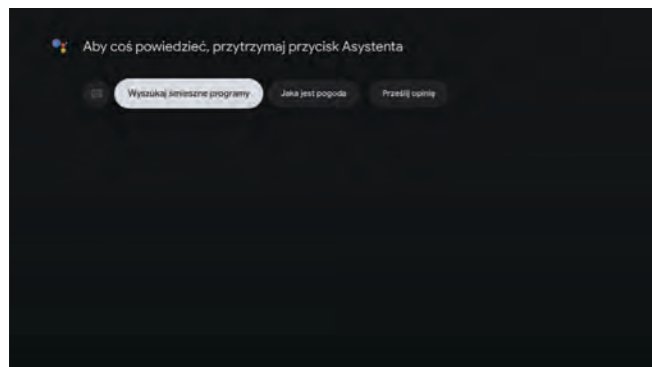 Aby coś powiedzieć, przytrzymaj przycisk Asystenta
Wyszukaj śmieszne programy Jaka jest pogoda Prześlij opinię